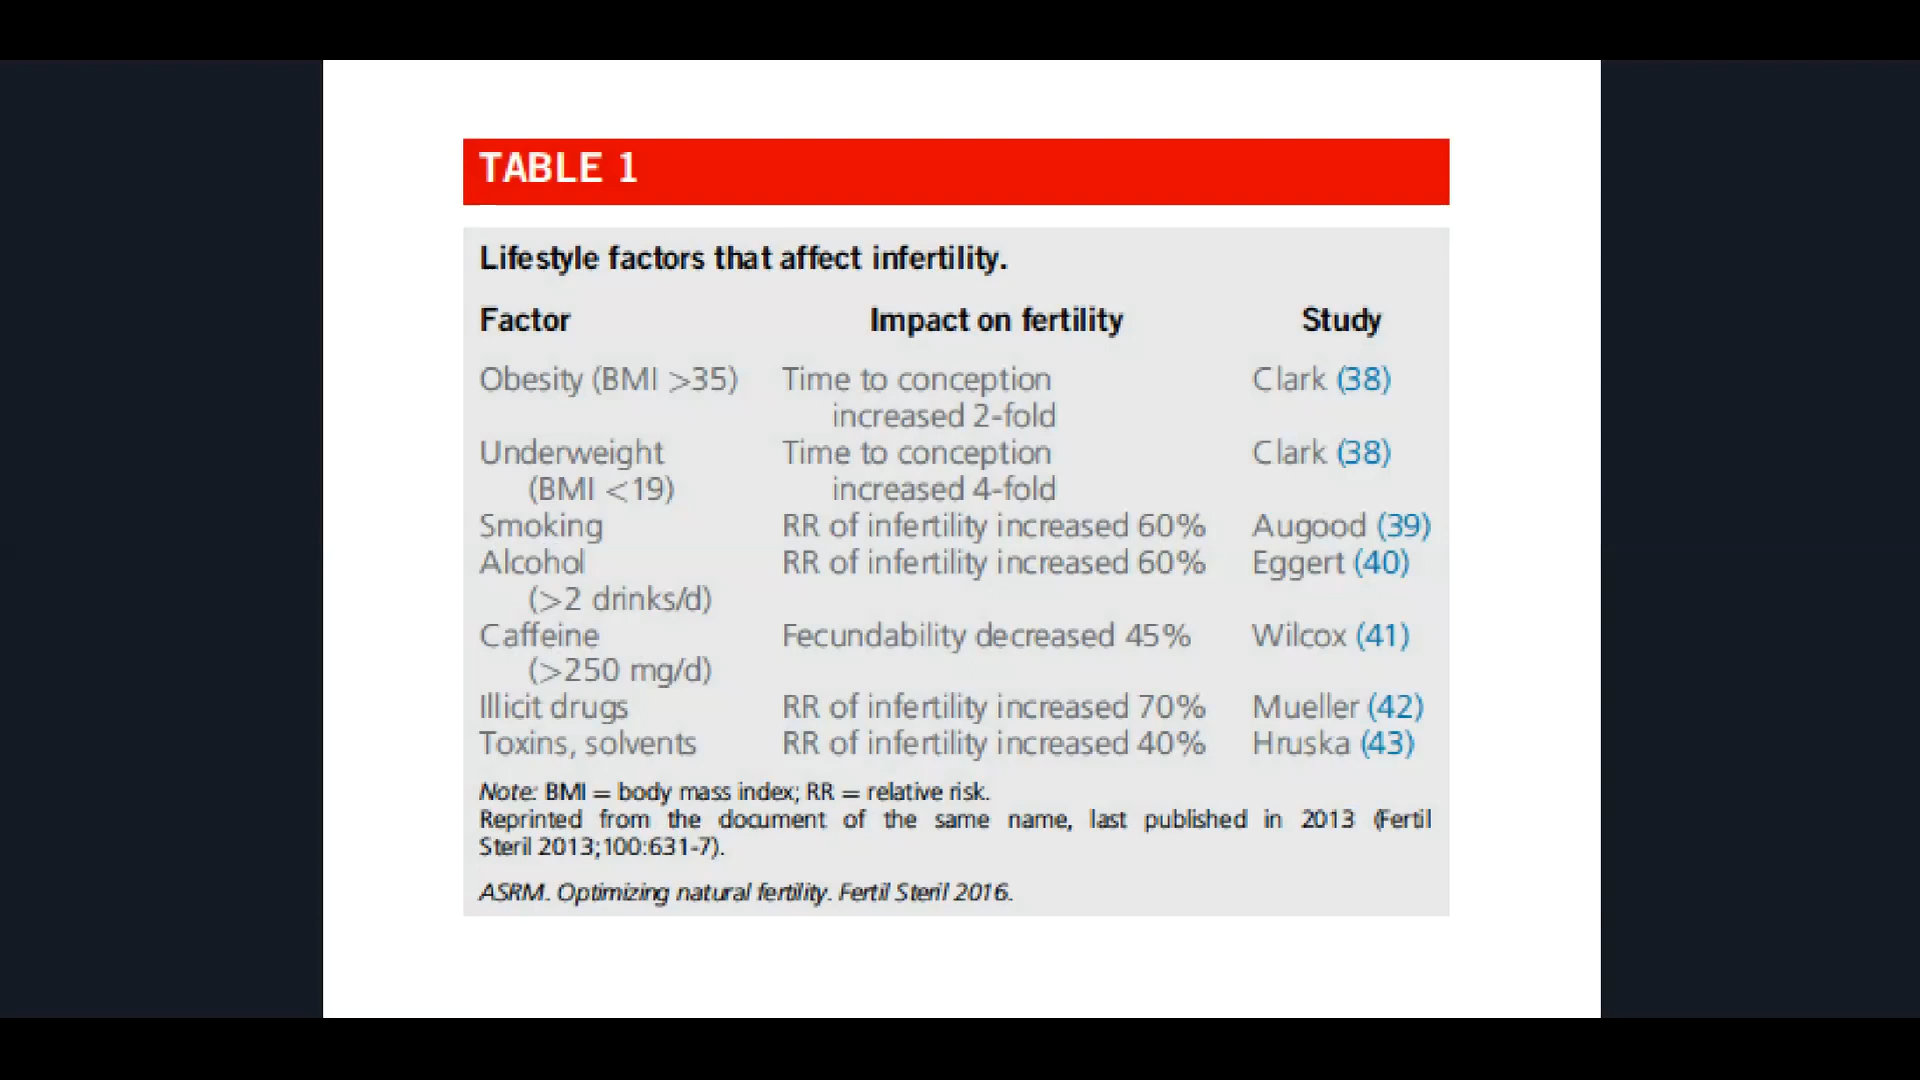 TABLE 1
Lifestyle factors that affect infertility.
Factor Impact on fertility Study
Obesity (BMI >35) Time to conception Clark (38)
increased 2-fold
Underweight Time to conception Clark (38)
(BMI <19) increased 4-fold
Smoking RR of infertility increased 60% Augood (39)
Alcohol RR of infertility increased 60% Eggert (40)
(>2 drinks/d)
Caffeine Fecundability decreased 45% Wilcox (41)
(>250 mg/d)
Illicit drugs RR of infertility increased 70% Mueller (42)
Toxins, solvents RR of infertility increased 40% Hruska (43)
Note: BMI = body mass index; RR = relative risk.
Reprinted from the document of the same name, last published in 2013 (Fertil
Steril 2013;100:631-7).
ASRM. Optimizing natural fertility. Fertil Steril 2016.